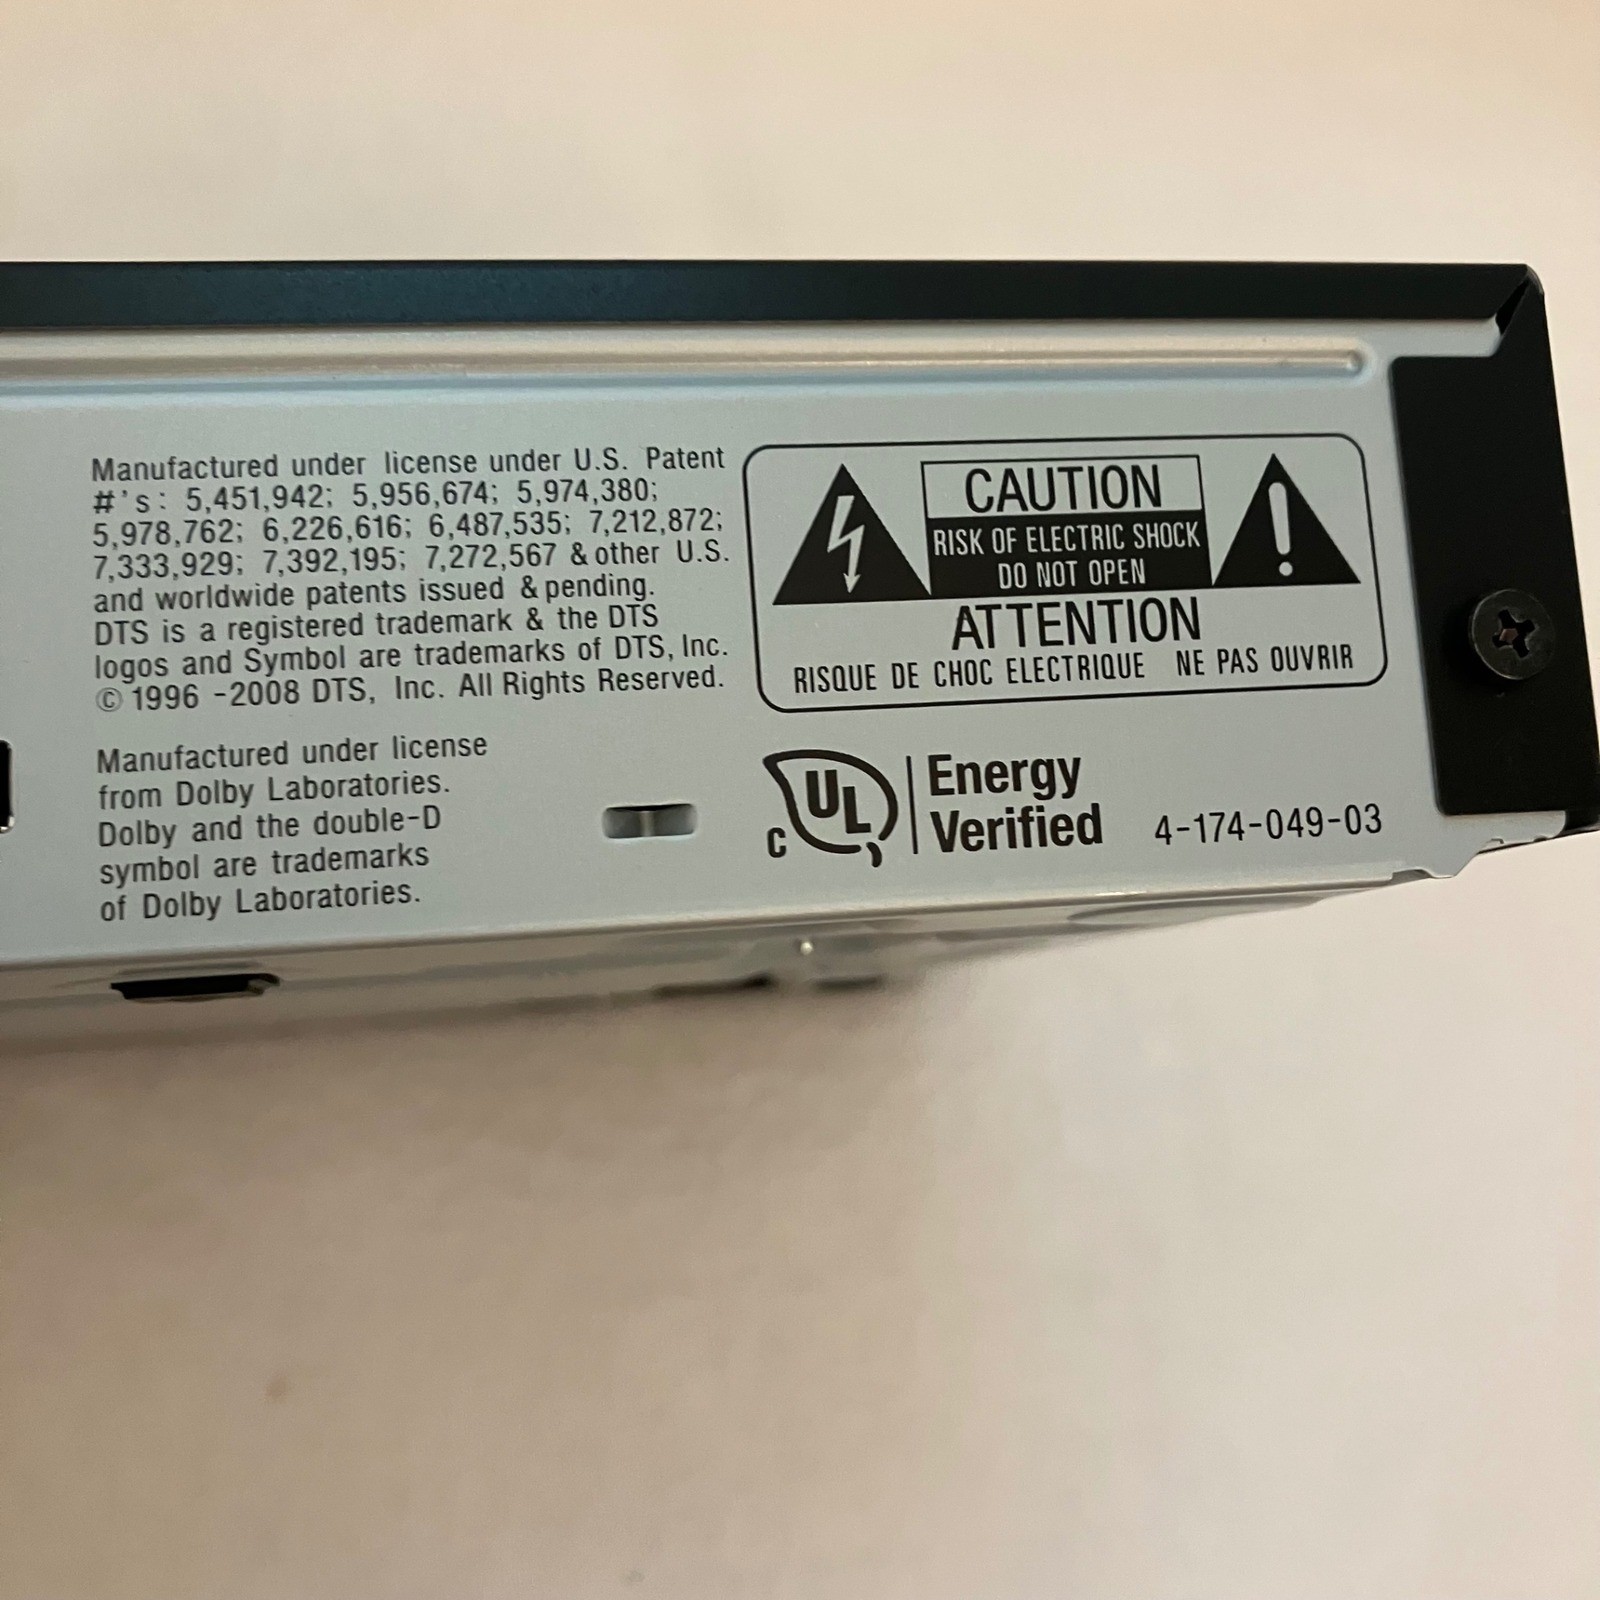 Manufactured under license under U.S. Patent
#'s: 5,451,942; 5,956,674; 5,974,380;
5,978,762; 6,226,616; 6,487,535; 7,212,872;
7,333,929; 7,392,195; 7,272,567 & other U.S.
and worldwide patents issued & pending.
DTS is a registered trademark & the DTS
logos and Symbol are trademarks of DTS, Inc.
© 1996 -2008 DTS, Inc. All Rights Reserved.
Manufactured under license
from Dolby Laboratories.
Dolby and the double-D
symbol are trademarks
of Dolby Laboratories.
CAUTION
RISK OF ELECTRIC SHOCK
DO NOT OPEN
ATTENTION
RISQUE DE CHOC ELECTRIQUE NE PAS OUVRIR
C UL
Energy
Verified
4-174-049-03